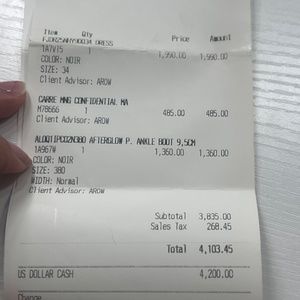 Item Qty Price Amount
DRESS
1A7V15 1 1,990.00 1,990.00
COLOR: NOIR
SIZE: 34
Client Advisor: AROW
CARRE MNG CONFIDENTIAL MA
M78666 1 485.00 485.00
Client Advisor: AROW
AFTERGLOW P. ANKLE BOOT 9,5CM
1A967W 1 1,360.00 1,360.00
COLOR: NOIR
SIZE: 380
WIDTH: Normal
Client Advisor: AROW
Subtotal 3,835.00
Sales Tax 268.45
Total 4,103.45
US DOLLAR CASH 4,200.00
Change